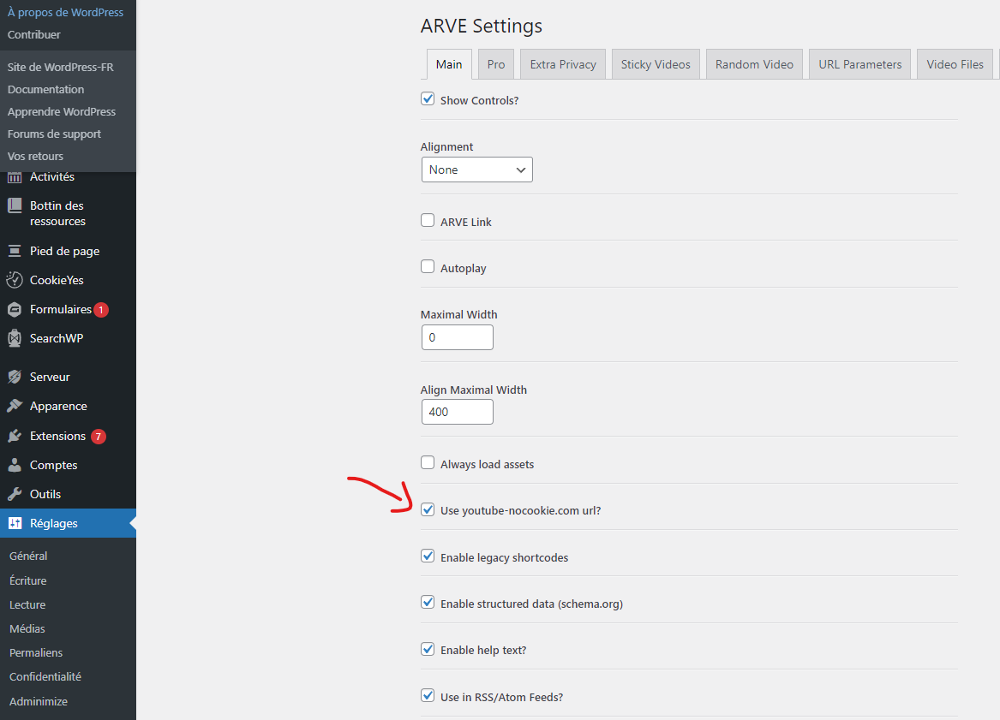 À propos de WordPress
Contribuer
Site de WordPress-FR
Documentation
Apprendre WordPress
Forums de support
Vos retours
Activités
Bottin des
ressources
Pied de page
CookieYes
Formulaires 1
SearchWP
Serveur
Apparence
Extensions 7
Comptes
Outils
Réglages
Général
Écriture
Lecture
Médias
Permaliens
Confidentialité
Adminimize
ARVE Settings
Main Pro Extra Privacy Sticky Videos Random Video URL Parameters Video Files
Show Controls?
Alignment
None
ARVE Link
Autoplay
Maximal Width
0
Align Maximal Width
400
Always load assets
Use youtube-nocookie.com url?
Enable legacy shortcodes
Enable structured data (schema.org)
Enable help text?
Use in RSS/Atom Feeds?